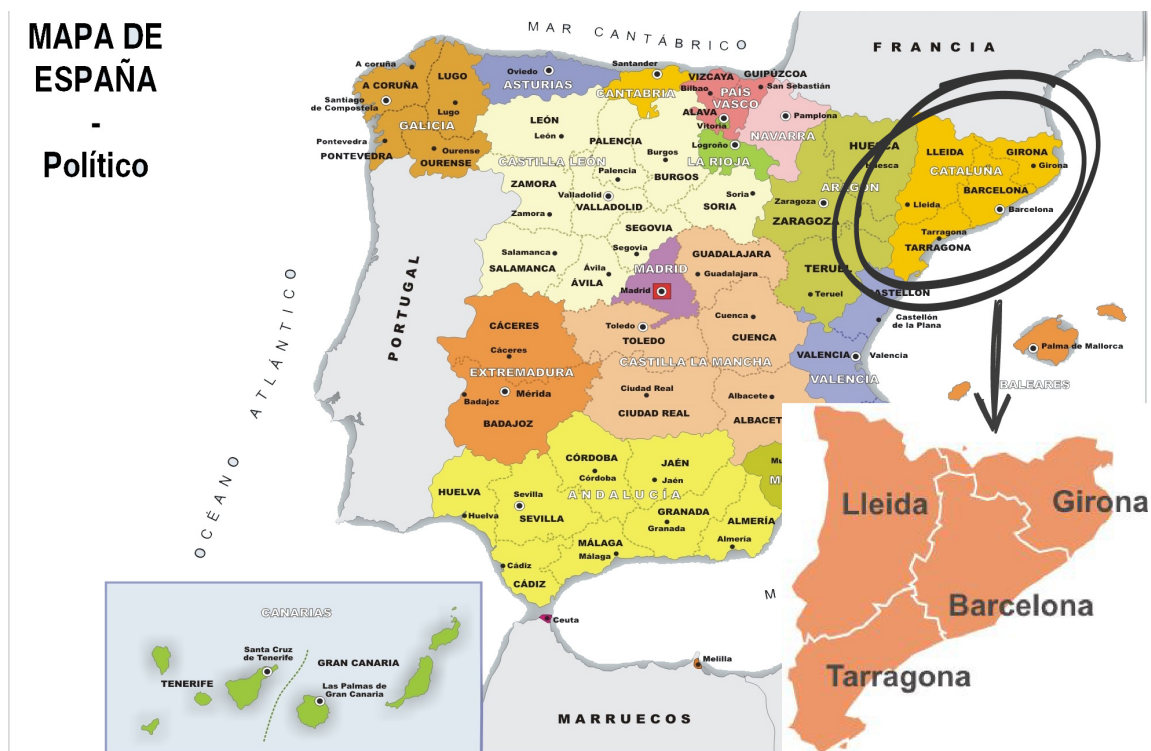 MAPA DE
ESPAÑA
-
Político
MAR CANTÁBRICO
FRANCIA
OCÉANO ATLÁNTICO
PORTUGAL
A coruña
A CORUÑA
LUGO
Santiago
de Compostela
Lugo
GALICIA
Pontevedra
PONTEVEDRA
Ourense
OURENSE
Oviedo
ASTURIAS
Santander
CANTABRIA
VIZCAYA
GUIPÚZCOA
Bilbao
San Sebastián
PAÍS
VASCO
ALAVA
Vitoria
Pamplona
NAVARRA
Logroño
LA RIOJA
LEÓN
León
PALENCIA
CASTILLA LEÓN
Burgos
BURGOS
Palencia
ZAMORA
Valladolid
VALLADOLID
Zamora
Soria
SORIA
SEGOVIA
Segovia
Salamanca
SALAMANCA
Ávila
ÁVILA
MADRID
Madrid
HUESCA
Huesca
ARAGÓN
Zaragoza
ZARAGOZA
TERUEL
Teruel
LLEIDA
GIRONA
Girona
CATALUÑA
BARCELONA
Lleida
Barcelona
Tarragona
TARRAGONA
GUADALAJARA
Guadalajara
Cuenca
CUENCA
Toledo
TOLEDO
CASTILLA LA MANCHA
Ciudad Real
CIUDAD REAL
Albacete
ALBACET
CASTELLÓN
Castellón
de la Plana
VALENCIA
Valencia
VALENCIA
Palma de Mallorca
BALEARES
CÁCERES
Cáceres
EXTREMADURA
Mérida
Badajoz
BADAJOZ
CÓRDOBA
Córdoba
JAÉN
Jaén
ANDALUCÍA
HUELVA
Huelva
Sevilla
SEVILLA
GRANADA
Granada
ALMERÍA
Almería
MÁLAGA
Málaga
Cádiz
CÁDIZ
Mu
M
M
Ceuta
Melilla
MARRUECOS
CANARIAS
Santa Cruz
de Tenerife
TENERIFE
GRAN CANARIA
Las Palmas de
Gran Canaria
Lleida
Girona
Barcelona
Tarragona